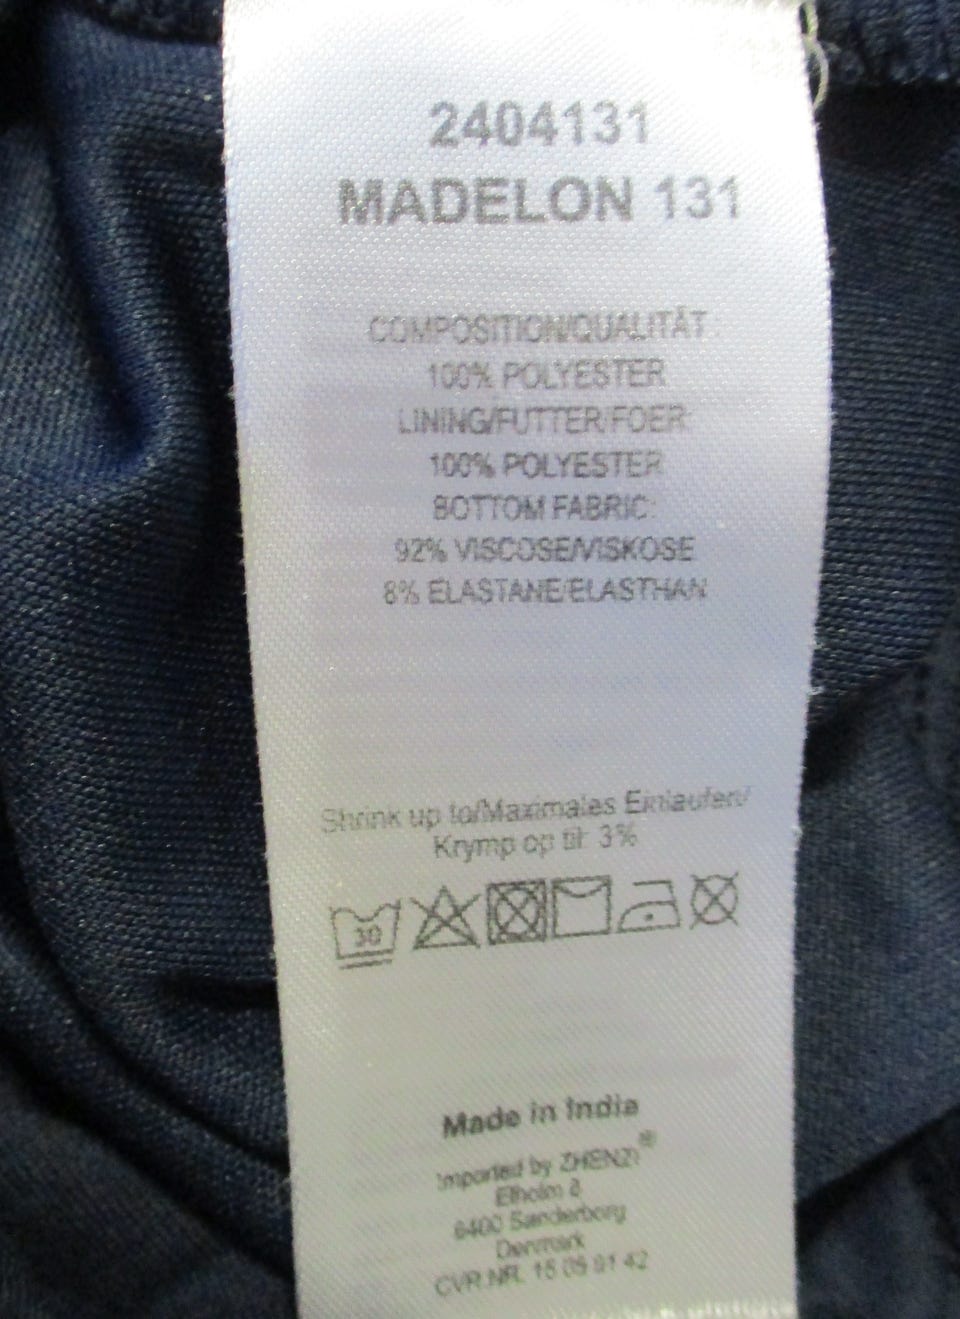 2404131
MADELON 131
COMPOSITION/QUALITÄT:
100% POLYESTER
LINING/FUTTER/FOER:
100% POLYESTER
BOTTOM FABRIC:
92% VISCOSE/VISKOSE
8% ELASTANE/ELASTHAN
Shrink up to/Maximales Einlaufen/
Krymp op til: 3%
30
Made in India
Imported by ZHENZI®
Elholm 8
6400 Sønderborg
Denmark
CVR.NR. 15 05 91 42